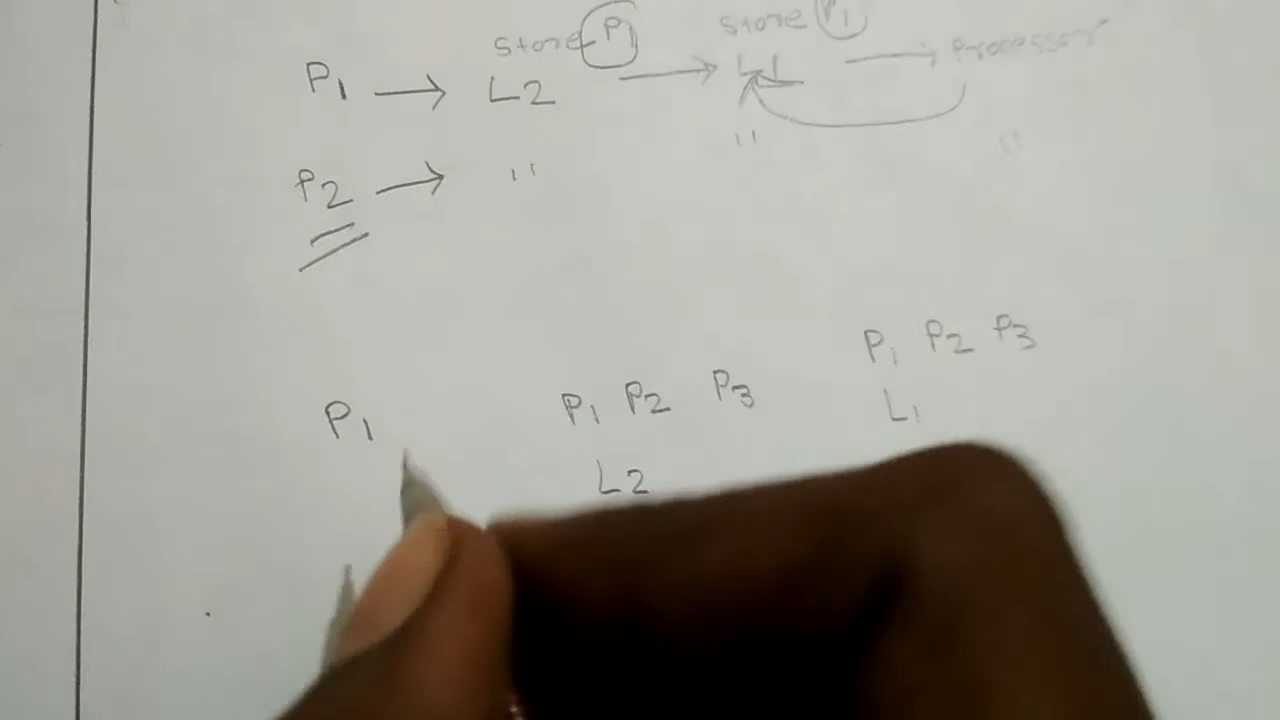 Store P1 Store P1
P1 → L2 → L1 → Processor
P2 → " " "
P1 P2 P3
P1 P1 P2 P3 L1
L2